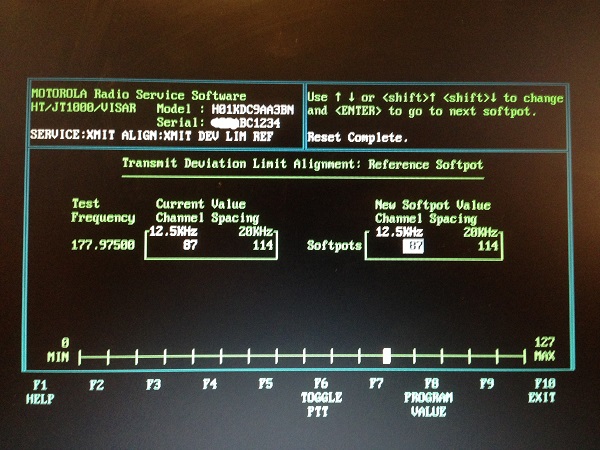 MOTOROLA Radio Service Software
HT/JT1000/VISAR Model : H01KDC9AA3BN
Serial: BC1234
SERVICE:XMIT ALIGN:XMIT DEV LIM REF
Use ↑ ↓ or <shift>↑ <shift>↓ to change
and <ENTER> to go to next softpot.
Reset Complete.
Transmit Deviation Limit Alignment: Reference Softpot
Test Current Value New Softpot Value
Frequency Channel Spacing Channel Spacing
12.5KHz 20KHz 12.5KHz 20KHz
177.97500 87 114 Softpots 87 114
0 127
MIN MAX
F1 F2 F3 F4 F5 F6 F7 F8 F9 F10
HELP TOGGLE PROGRAM EXIT
PTT VALUE